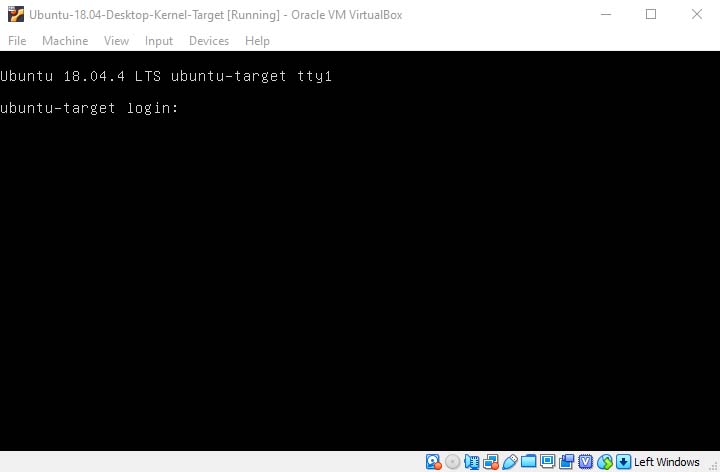 Ubuntu-18.04-Desktop-Kernel-Target [Running] - Oracle VM VirtualBox
File Machine View Input Devices Help
Ubuntu 18.04.4 LTS ubuntu-target tty1
ubuntu-target login:
Left Windows